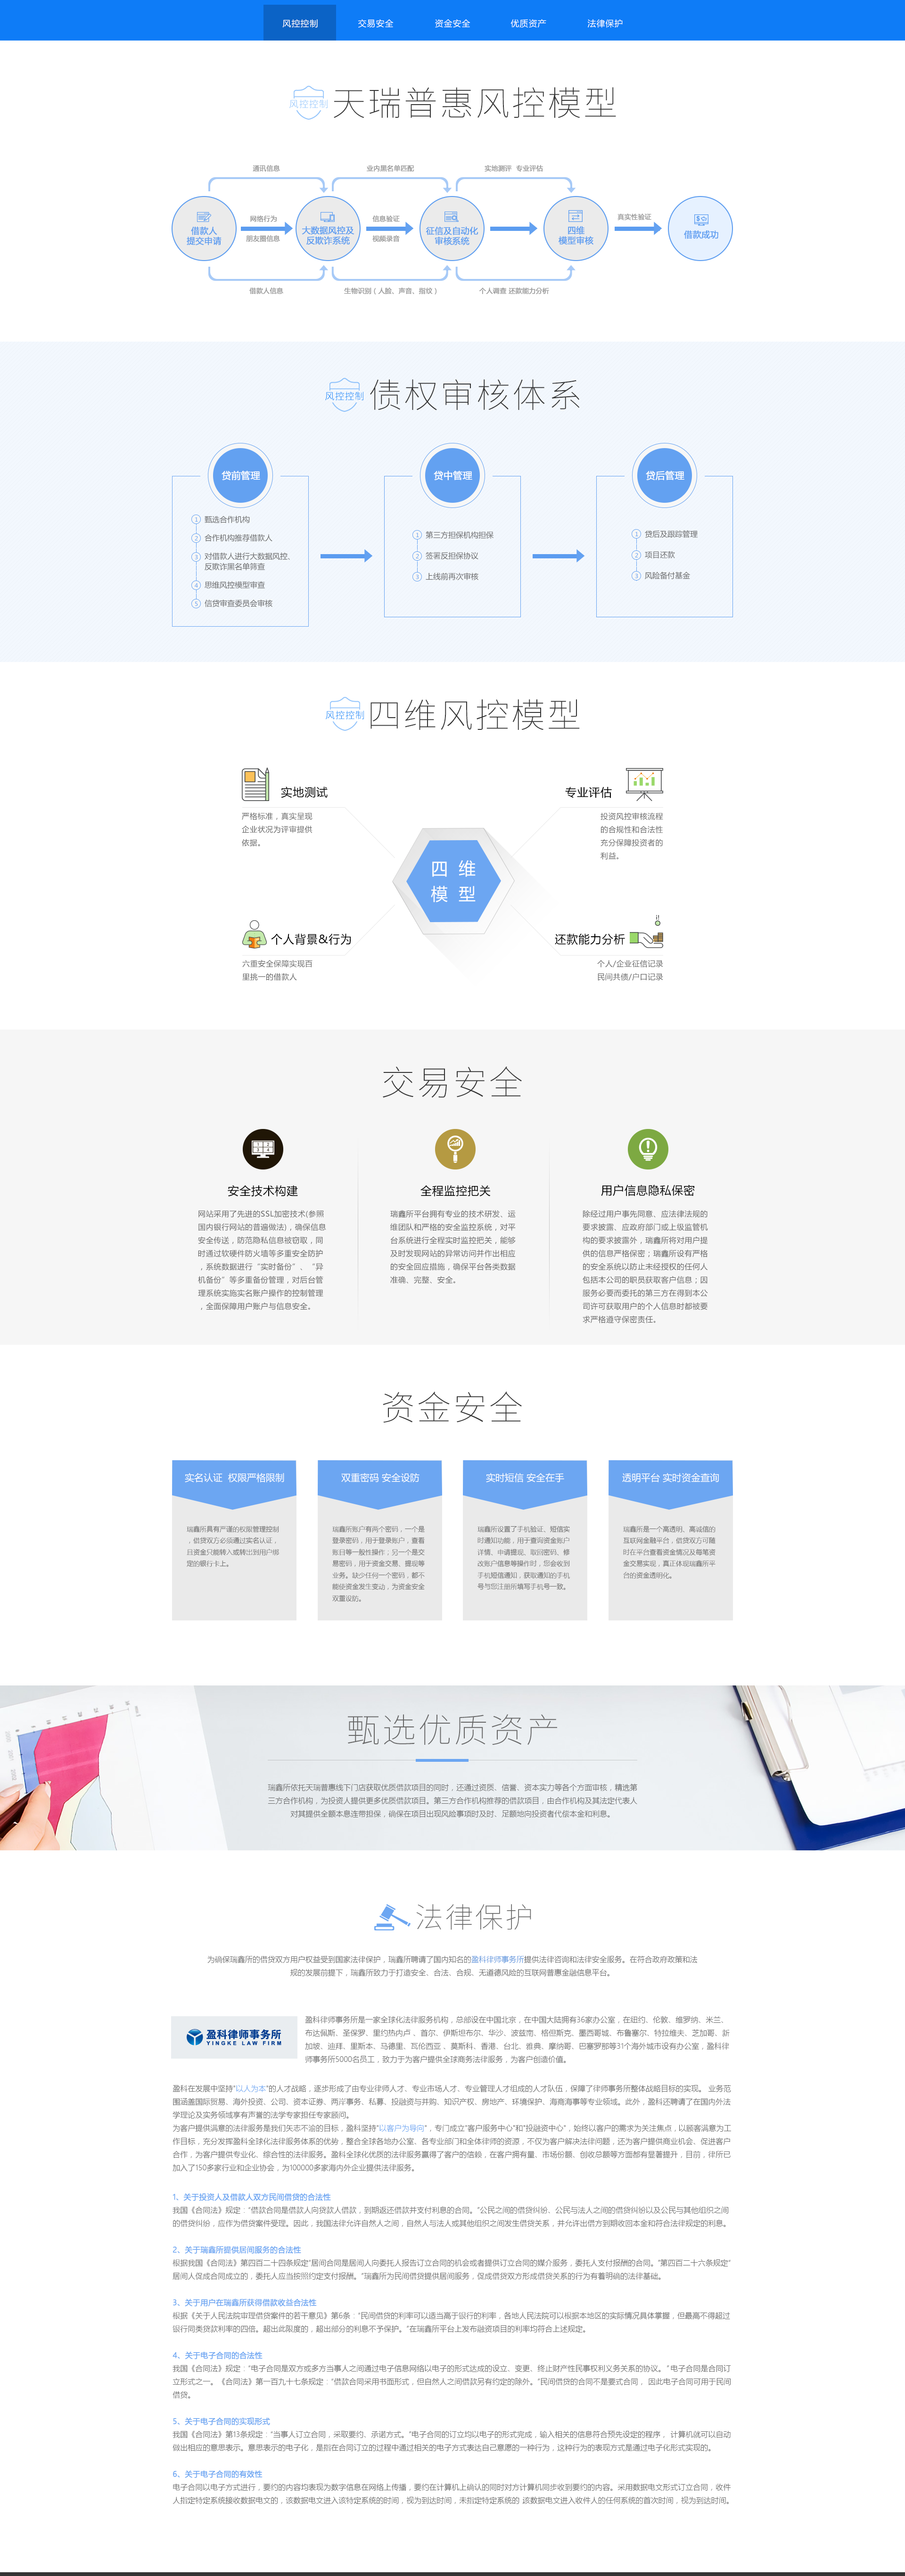 风控控制 交易安全 资金安全 优质资产 法律保护
风控控制 天瑞普惠风控模型
通讯信息 业内黑名单匹配 实地测评 专业评估
借款人
提交申请
网络行为
朋友圈信息
大数据风控及
反欺诈系统
信息验证
视频录音
征信及自动化
审核系统
四维
模型审核
真实性验证
借款成功
借款人信息 生物识别（人脸、声音、指纹） 个人调查 还款能力分析
风控控制 债权审核体系
贷前管理
1 甄选合作机构
2 合作机构推荐借款人
3 对借款人进行大数据风控、
反欺诈黑名单筛查
4 思维风控模型审查
5 信贷审查委员会审核
贷中管理
1 第三方担保机构担保
2 签署反担保协议
3 上线前再次审核
贷后管理
1 贷后及跟踪管理
2 项目还款
3 风险备付基金
风控控制 四维风控模型
实地测试
严格标准，真实呈现
企业状况为评审提供
依据。
专业评估
投资风控审核流程
的合规性和合法性
充分保障投资者的
利益。
四 维
模 型
个人背景&行为
六重安全保障实现百
里挑一的借款人
还款能力分析
个人/企业征信记录
民间共债/户口记录
交易安全
安全技术构建
网站采用了先进的SSL加密技术(参照
国内银行网站的普遍做法)，确保信息
安全传送，防范隐私信息被窃取，同
时通过软硬件防火墙等多重安全防护
，系统数据进行“实时备份”、“异
机备份”等多重备份管理，对后台管
理系统实施实名账户操作的控制管理
，全面保障用户账户与信息安全。
全程监控把关
瑞鑫所平台拥有专业的技术研发、运
维团队和严格的安全监控系统，对平
台系统进行全程实时监控把关，能够
及时发现网站的异常访问并作出相应
的安全回应措施，确保平台各类数据
准确、完整、安全。
用户信息隐私保密
除经过用户事先同意、应法律法规的
要求披露、应政府部门或上级监管机
构的要求披露外，瑞鑫所将对用户提
供的信息严格保密；瑞鑫所设有严格
的安全系统以防止未经授权的任何人
包括本公司的职员获取客户信息；因
服务必要而委托的第三方在得到本公
司许可获取用户的个人信息时都被要
求严格遵守保密责任。
资金安全
实名认证 权限严格限制
瑞鑫所具有严谨的权限管理控制
，借贷双方必须通过实名认证，
且资金只能转入或转出到用户绑
定的银行卡上。
双重密码 安全设防
瑞鑫所账户有两个密码，一个是
登录密码，用于登录账户，查看
账目等一般性操作；另一个是交
易密码，用于资金交易、提现等
业务。缺少任何一个密码，都不
能使资金发生变动，为资金安全
双重设防。
实时短信 安全在手
瑞鑫所设置了手机验证、短信实
时通知功能，用于查询资金账户
详情、申请提现、取回密码、修
改账户信息等操作时，您会收到
手机短信通知，获取通知的手机
号与您注册所填写手机号一致。
透明平台 实时资金查询
瑞鑫所是一个高透明、高诚信的
互联网金融平台，借贷双方可随
时在平台查看资金情况及每笔资
金交易实现，真正体现瑞鑫所平
台的资金透明化。
甄选优质资产
瑞鑫所依托天瑞普惠线下门店获取优质借款项目的同时，还通过资质、信誉、资本实力等各个方面审核，精选第
三方合作机构，为投资人提供更多优质借款项目。第三方合作机构推荐的借款项目，由合作机构及其法定代表人
对其提供全额本息连带担保，确保在项目出现风险事项时及时、足额地向投资者代偿本金和利息。
法律保护
为确保瑞鑫所的借贷双方用户权益受到国家法律保护，瑞鑫所聘请了国内知名的盈科律师事务所提供法律咨询和法律安全服务。在符合政府政策和法
规的发展前提下，瑞鑫所致力于打造安全、合法、合规、无道德风险的互联网普惠金融信息平台。
盈科律师事务所
YINGKE LAW FIRM
盈科律师事务所是一家全球化法律服务机构，总部设在中国北京，在中国大陆拥有36家办公室，在纽约、伦敦、维罗纳、米兰、
布达佩斯、圣保罗、里约热内卢 、首尔、伊斯坦布尔、华沙、波兹南、格但斯克、墨西哥城、布鲁塞尔、特拉维夫、芝加哥、新
加坡、迪拜、里斯本、马德里、瓦伦西亚 、莫斯科、香港、台北、雅典、摩纳哥、巴塞罗那等31个海外城市设有办公室，盈科律
师事务所5000名员工，致力于为客户提供全球商务法律服务，为客户创造价值。
盈科在发展中坚持"以人为本"的人才战略，逐步形成了由专业律师人才、专业市场人才、专业管理人才组成的人才队伍，保障了律师事务所整体战略目标的实现。 业务范
围涵盖国际贸易、海外投资、公司、资本证券、两岸事务、私募、投融资与并购、知识产权、房地产、环境保护、海商海事等专业领域。此外，盈科还聘请了在国内外法
学理论及实务领域享有声誉的法学专家担任专家顾问。
为客户提供满意的法律服务是我们矢志不渝的目标，盈科坚持"以客户为导向"，专门成立"客户服务中心"和"投融资中心"，始终以客户的需求为关注焦点，以顾客满意为工
作目标，充分发挥盈科全球化法律服务体系的优势，整合全球各地办公室、各专业部门和全体律师的资源，不仅为客户解决法律问题，还为客户提供商业机会、促进客户
合作，为客户提供专业化、综合性的法律服务。盈科全球化优质的法律服务赢得了客户的信赖，在客户拥有量、市场份额、创收总额等方面都有显著提升，目前，律所已
加入了150多家行业和企业协会，为100000多家海内外企业提供法律服务。
1、关于投资人及借款人双方民间借贷的合法性
我国《合同法》规定："借款合同是借款人向贷款人借款，到期返还借款并支付利息的合同。"公民之间的借贷纠纷、公民与法人之间的借贷纠纷以及公民与其他组织之间
的借贷纠纷，应作为借贷案件受理。因此，我国法律允许自然人之间，自然人与法人或其他组织之间发生借贷关系，并允许出借方到期收回本金和符合法律规定的利息。
2、关于瑞鑫所提供居间服务的合法性
根据我国《合同法》第四百二十四条规定"居间合同是居间人向委托人报告订立合同的机会或者提供订立合同的媒介服务，委托人支付报酬的合同。"第四百二十六条规定"
居间人促成合同成立的，委托人应当按照约定支付报酬。"瑞鑫所为民间借贷提供居间服务，促成借贷双方形成借贷关系的行为有着明确的法律基础。
3、关于用户在瑞鑫所获得借款收益合法性
根据《关于人民法院审理借贷案件的若干意见》第6条："民间借贷的利率可以适当高于银行的利率，各地人民法院可以根据本地区的实际情况具体掌握，但最高不得超过
银行同类贷款利率的四倍。超出此限度的，超出部分的利息不予保护。"在瑞鑫所平台上发布融资项目的利率均符合上述规定。
4、关于电子合同的合法性
我国《合同法》规定："电子合同是双方或多方当事人之间通过电子信息网络以电子的形式达成的设立、变更、终止财产性民事权利义务关系的协议。"电子合同是合同订
立形式之一。《合同法》第一百九十七条规定："借款合同采用书面形式，但自然人之间借款另有约定的除外。"民间借贷的合同不是要式合同，因此电子合同可用于民间
借贷。
5、关于电子合同的实现形式
我国《合同法》第13条规定："当事人订立合同，采取要约、承诺方式。"电子合同的订立均以电子的形式完成，输入相关的信息符合预先设定的程序， 计算机就可以自动
做出相应的意思表示。意思表示的电子化，是指在合同订立的过程中通过相关的电子方式表达自己意愿的一种行为，这种行为的表现方式是通过电子化形式实现的。
6、关于电子合同的有效性
电子合同以电子方式进行，要约的内容均表现为数字信息在网络上传播，要约在计算机上确认的同时对方计算机同步收到要约的内容。采用数据电文形式订立合同，收件
人指定特定系统接收数据电文的，该数据电文进入该特定系统的时间，视为到达时间，未指定特定系统的 该数据电文进入收件人的任何系统的首次时间，视为到达时间。